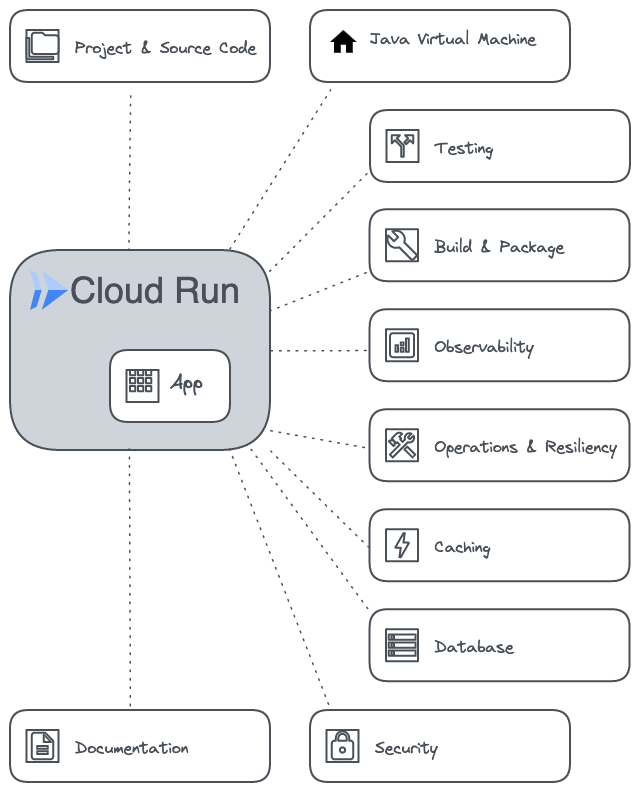 Project & Source Code
Java Virtual Machine
Testing
Build & Package
Cloud Run
Observability
App
Operations & Resiliency
Caching
Database
Documentation
Security